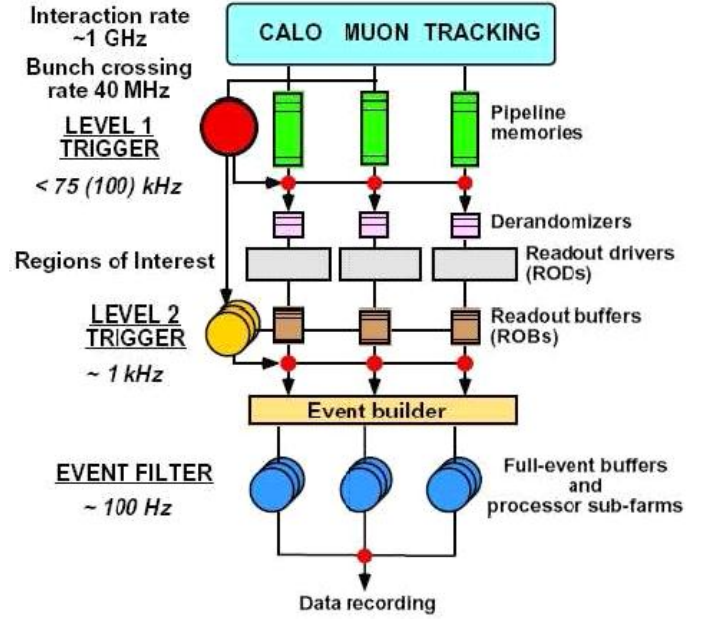 Interaction rate
~1 GHz
CALO MUON TRACKING
Bunch crossing
rate 40 MHz
LEVEL 1
TRIGGER
Pipeline
memories
< 75 (100) kHz
Derandomizers
Regions of Interest
Readout drivers
(RODs)
LEVEL 2
TRIGGER
Readout buffers
(ROBs)
~ 1 kHz
Event builder
EVENT FILTER
~ 100 Hz
Full-event buffers
and
processor sub-farms
Data recording